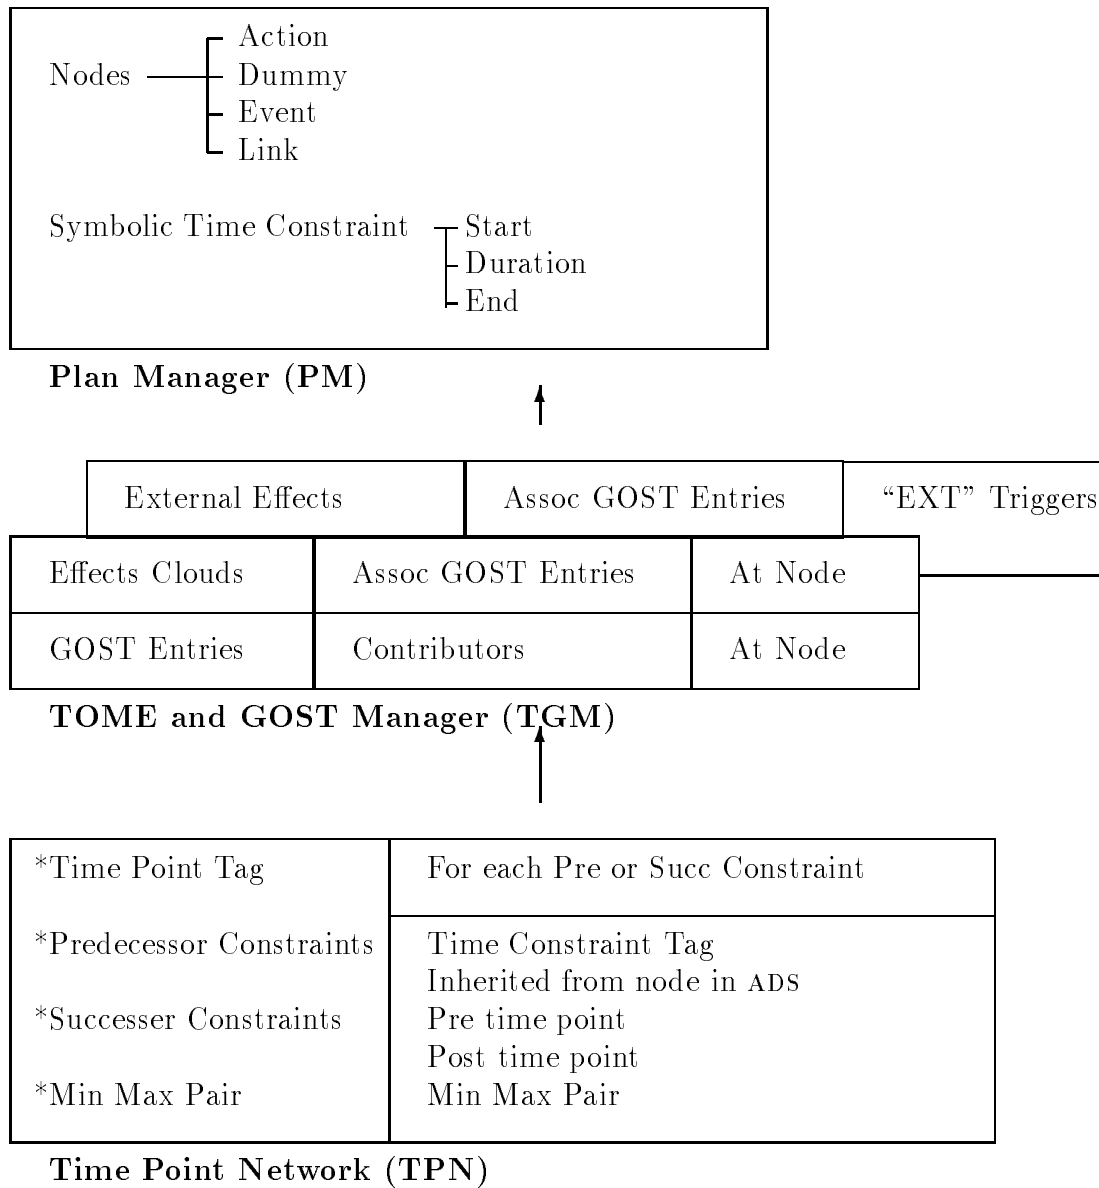 Action
Nodes Dummy
Event
Link
Symbolic Time Constraint Start
Duration
End
Plan Manager (PM)
External Effects Assoc GOST Entries “EXT” Triggers
Effects Clouds Assoc GOST Entries At Node
GOST Entries Contributors At Node
TOME and GOST Manager (TGM)
*Time Point Tag For each Pre or Succ Constraint
*Predecessor Constraints Time Constraint Tag
Inherited from node in ADS
*Successer Constraints Pre time point
Post time point
*Min Max Pair Min Max Pair
Time Point Network (TPN)